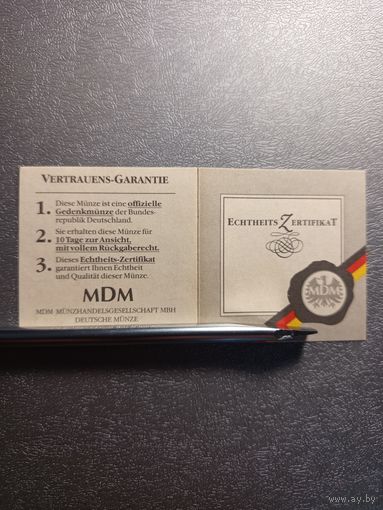 VERTRAUENS-GARANTIE
1. Diese Münze ist eine offizielle
Gedenkmünze der Bundes-
republik Deutschland.
2. Sie erhalten diese Münze für
10 Tage zur Ansicht,
mit vollem Rückgaberecht.
3. Dieses Echtheits-Zertifikat
garantiert Ihnen Echtheit
und Qualität dieser Münze.
MDM
MDM MÜNZHANDELSGESELLSCHAFT MBH
DEUTSCHE MÜNZE
ECHTHEITS ZERTIFIKAT
MDM
ay.by